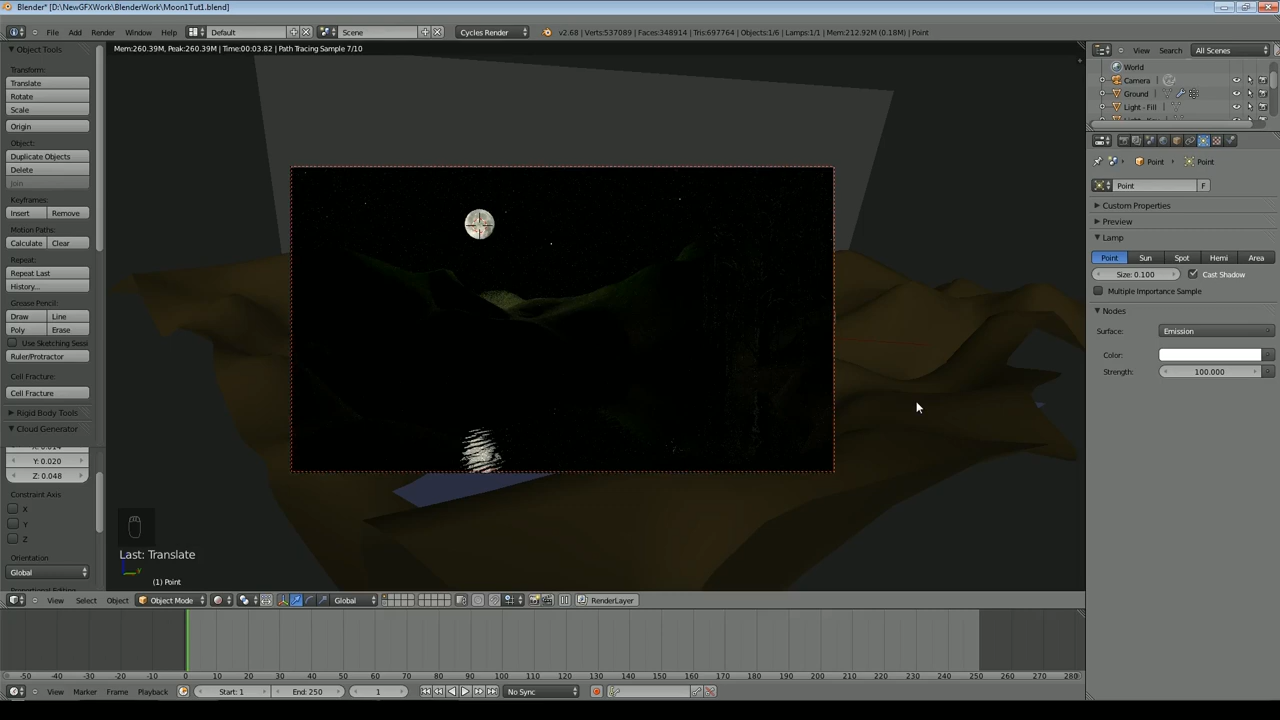 Blender* [D:\NewGFXWork\BlenderWork\Moon1Tut1.blend]
File Add Render Window Help Default Scene Cycles Render v2.68 | Verts:537089 | Faces:348914 | Tris:697764 | Objects:1/6 | Lamps:1/1 | Mem:212.92M (0.18M) | Point
Object Tools
Mem:260.39M, Peak:260.39M | Time:00:03.82 | Path Tracing Sample 7/10
View Search All Scenes
Transform:
Translate
Rotate
Scale
Origin
Object:
Duplicate Objects
Delete
Join
Keyframes:
Insert Remove
Motion Paths:
Calculate Clear
Repeat:
Repeat Last
History...
Grease Pencil:
Draw Line
Poly Erase
Use Sketching Sessi
Ruler/Protractor
Cell Fracture:
Cell Fracture
Rigid Body Tools
Cloud Generator
Y: 0.020
Z: 0.048
Constraint Axis
X
Y
Z
Orientation
Global
Last: Translate
(1) Point
World
Camera
Ground
Light - Fill
Point Point
Point F
Custom Properties
Preview
Lamp
Point Sun Spot Hemi Area
Size: 0.100 Cast Shadow
Multiple Importance Sample
Nodes
Surface: Emission
Color:
Strength: 100.000
View Select Object Object Mode Global RenderLayer
-50 -40 -30 -20 -10 0 10 20 30 40 50 60 70 80 90 100 110 120 130 140 150 160 170 180 190 200 210 220 230 240 250 260 270 280
View Marker Frame Playback Start: 1 End: 250 1 No Sync